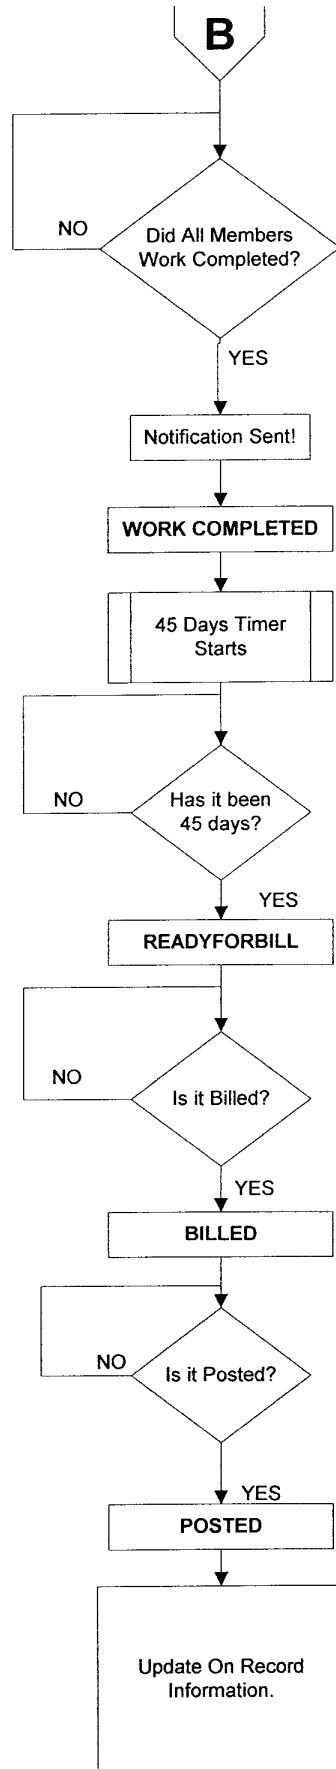 B
Did All Members
Work Completed?
NO
YES
Notification Sent!
WORK COMPLETED
45 Days Timer
Starts
Has it been
45 days?
NO
YES
READYFORBILL
Is it Billed?
NO
YES
BILLED
Is it Posted?
NO
YES
POSTED
Update On Record
Information.